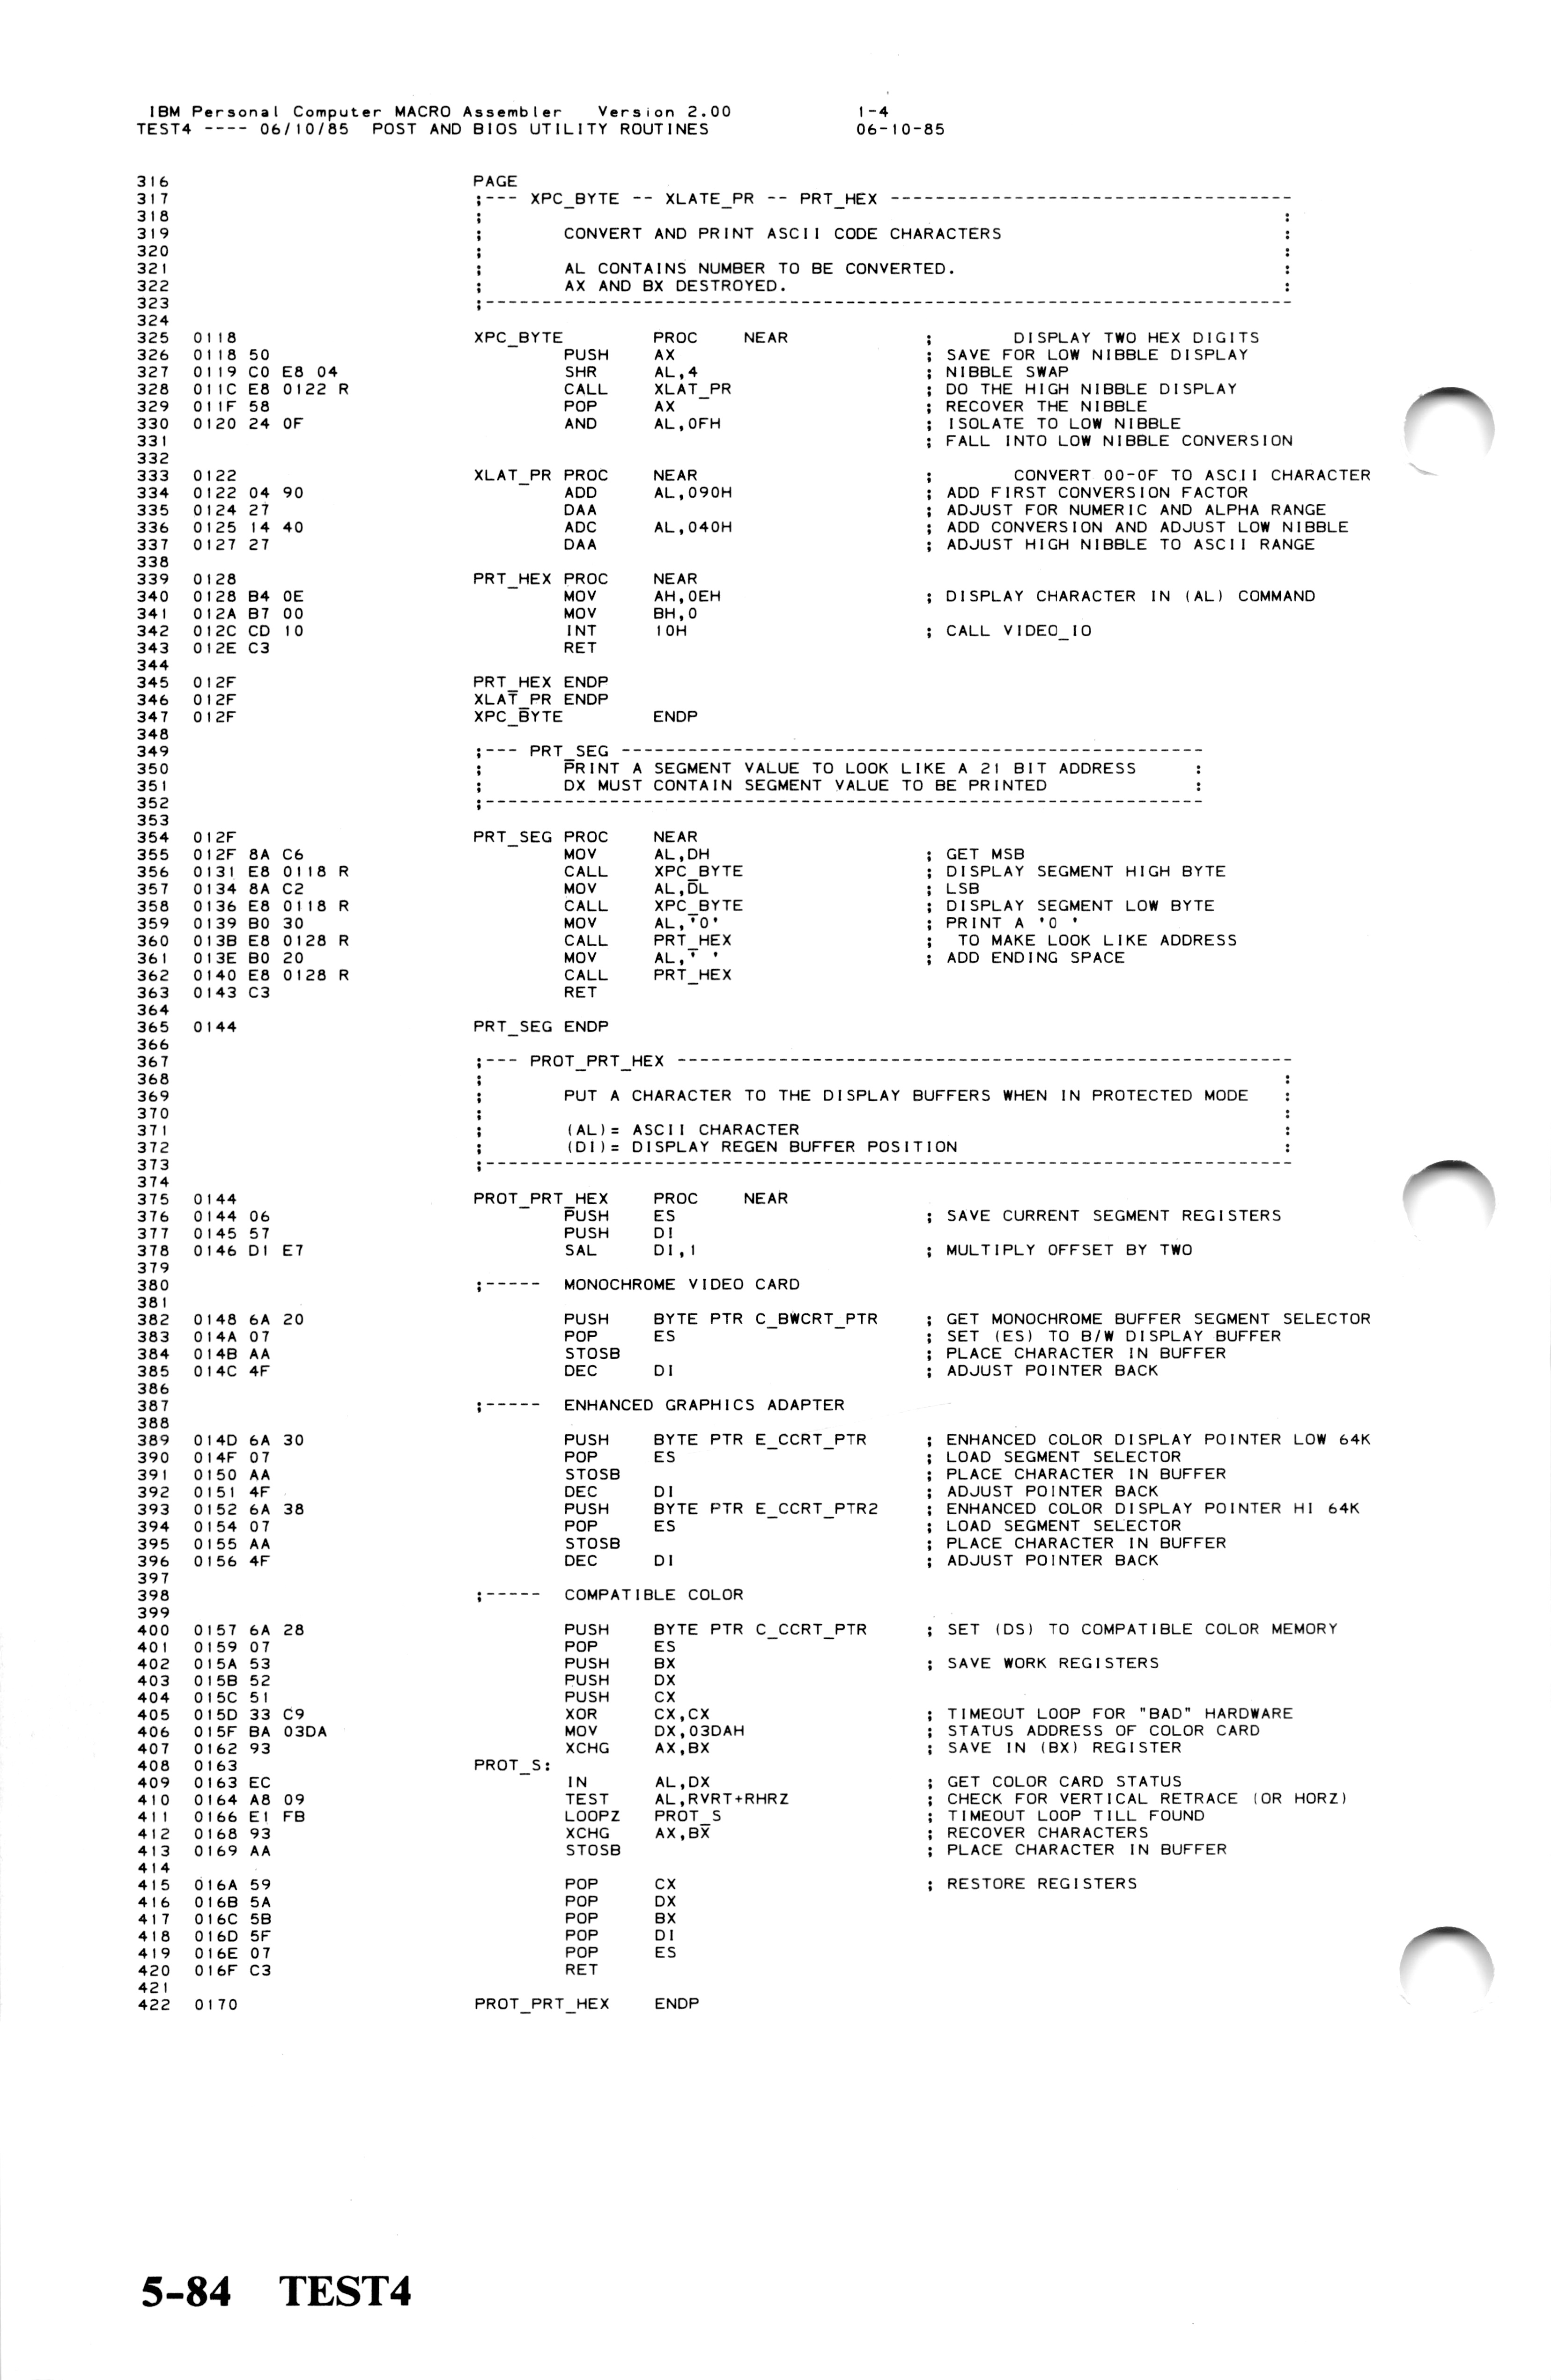 IBM Personal Computer MACRO Assembler   Version 2.00             1-4
TEST4 ---- 06/10/85  POST AND BIOS UTILITY ROUTINES             06-10-85
316                 PAGE
317                 ;--- XPC_BYTE -- XLATE_PR -- PRT_HEX ------------------------------------
318                 ;                                                                       :
319                 ;       CONVERT AND PRINT ASCII CODE CHARACTERS                         :
320                 ;                                                                       :
321                 ;       AL CONTAINS NUMBER TO BE CONVERTED.                             :
322                 ;       AX AND BX DESTROYED.                                            :
323                 ;------------------------------------------------------------------------
324
325  0118           XPC_BYTE        PROC    NEAR            ;       DISPLAY TWO HEX DIGITS
326  0118 50                PUSH    AX                      ; SAVE FOR LOW NIBBLE DISPLAY
327  0119 C0 E8 04          SHR     AL,4                    ; NIBBLE SWAP
328  011C E8 0122 R         CALL    XLAT_PR                 ; DO THE HIGH NIBBLE DISPLAY
329  011F 58                POP     AX                      ; RECOVER THE NIBBLE
330  0120 24 0F             AND     AL,0FH                  ; ISOLATE TO LOW NIBBLE
331                                                         ; FALL INTO LOW NIBBLE CONVERSION
332
333  0122           XLAT_PR PROC    NEAR                    ;       CONVERT 00-0F TO ASCII CHARACTER
334  0122 04 90             ADD     AL,090H                 ; ADD FIRST CONVERSION FACTOR
335  0124 27                DAA                             ; ADJUST FOR NUMERIC AND ALPHA RANGE
336  0125 14 40             ADC     AL,040H                 ; ADD CONVERSION AND ADJUST LOW NIBBLE
337  0127 27                DAA                             ; ADJUST HIGH NIBBLE TO ASCII RANGE
338
339  0128           PRT_HEX PROC    NEAR
340  0128 B4 0E             MOV     AH,0EH                  ; DISPLAY CHARACTER IN (AL) COMMAND
341  012A B7 00             MOV     BH,0
342  012C CD 10             INT     10H                     ; CALL VIDEO_IO
343  012E C3                RET
344
345  012F           PRT_HEX ENDP
346  012F           XLAT_PR ENDP
347  012F           XPC_BYTE        ENDP
348
349                 ;--- PRT_SEG ----------------------------------------------------
350                 ;       PRINT A SEGMENT VALUE TO LOOK LIKE A 21 BIT ADDRESS     :
351                 ;       DX MUST CONTAIN SEGMENT VALUE TO BE PRINTED             :
352                 ;----------------------------------------------------------------
353
354  012F           PRT_SEG PROC    NEAR
355  012F 8A C6             MOV     AL,DH                   ; GET MSB
356  0131 E8 0118 R         CALL    XPC_BYTE                ; DISPLAY SEGMENT HIGH BYTE
357  0134 8A C2             MOV     AL,DL                   ; LSB
358  0136 E8 0118 R         CALL    XPC_BYTE                ; DISPLAY SEGMENT LOW BYTE
359  0139 B0 30             MOV     AL,'0'                  ; PRINT A '0 '
360  013B E8 0128 R         CALL    PRT_HEX                 ;  TO MAKE LOOK LIKE ADDRESS
361  013E B0 20             MOV     AL,' '                  ; ADD ENDING SPACE
362  0140 E8 0128 R         CALL    PRT_HEX
363  0143 C3                RET
364
365  0144           PRT_SEG ENDP
366
367                 ;--- PROT_PRT_HEX -------------------------------------------------------
368                 ;                                                                       :
369                 ;       PUT A CHARACTER TO THE DISPLAY BUFFERS WHEN IN PROTECTED MODE   :
370                 ;                                                                       :
371                 ;       (AL)= ASCII CHARACTER                                           :
372                 ;       (DI)= DISPLAY REGEN BUFFER POSITION                             :
373                 ;------------------------------------------------------------------------
374
375  0144           PROT_PRT_HEX    PROC    NEAR
376  0144 06                PUSH    ES                      ; SAVE CURRENT SEGMENT REGISTERS
377  0145 57                PUSH    DI
378  0146 D1 E7             SAL     DI,1                    ; MULTIPLY OFFSET BY TWO
379
380                 ;-----  MONOCHROME VIDEO CARD
381
382  0148 6A 20             PUSH    BYTE PTR C_BWCRT_PTR    ; GET MONOCHROME BUFFER SEGMENT SELECTOR
383  014A 07                POP     ES                      ; SET (ES) TO B/W DISPLAY BUFFER
384  014B AA                STOSB                           ; PLACE CHARACTER IN BUFFER
385  014C 4F                DEC     DI                      ; ADJUST POINTER BACK
386
387                 ;-----  ENHANCED GRAPHICS ADAPTER
388
389  014D 6A 30             PUSH    BYTE PTR E_CCRT_PTR     ; ENHANCED COLOR DISPLAY POINTER LOW 64K
390  014F 07                POP     ES                      ; LOAD SEGMENT SELECTOR
391  0150 AA                STOSB                           ; PLACE CHARACTER IN BUFFER
392  0151 4F                DEC     DI                      ; ADJUST POINTER BACK
393  0152 6A 38             PUSH    BYTE PTR E_CCRT_PTR2    ; ENHANCED COLOR DISPLAY POINTER HI 64K
394  0154 07                POP     ES                      ; LOAD SEGMENT SELECTOR
395  0155 AA                STOSB                           ; PLACE CHARACTER IN BUFFER
396  0156 4F                DEC     DI                      ; ADJUST POINTER BACK
397
398                 ;-----  COMPATIBLE COLOR
399
400  0157 6A 28             PUSH    BYTE PTR C_CCRT_PTR     ; SET (DS) TO COMPATIBLE COLOR MEMORY
401  0159 07                POP     ES
402  015A 53                PUSH    BX                      ; SAVE WORK REGISTERS
403  015B 52                PUSH    DX
404  015C 51                PUSH    CX
405  015D 33 C9             XOR     CX,CX                   ; TIMEOUT LOOP FOR "BAD" HARDWARE
406  015F BA 03DA           MOV     DX,03DAH                ; STATUS ADDRESS OF COLOR CARD
407  0162 93                XCHG    AX,BX                   ; SAVE IN (BX) REGISTER
408  0163           PROT_S:
409  0163 EC                IN      AL,DX                   ; GET COLOR CARD STATUS
410  0164 A8 09             TEST    AL,RVRT+RHRZ            ; CHECK FOR VERTICAL RETRACE (OR HORZ)
411  0166 E1 FB             LOOPZ   PROT_S                  ; TIMEOUT LOOP TILL FOUND
412  0168 93                XCHG    AX,BX                   ; RECOVER CHARACTERS
413  0169 AA                STOSB                           ; PLACE CHARACTER IN BUFFER
414
415  016A 59                POP     CX                      ; RESTORE REGISTERS
416  016B 5A                POP     DX
417  016C 5B                POP     BX
418  016D 5F                POP     DI
419  016E 07                POP     ES
420  016F C3                RET
421
422  0170           PROT_PRT_HEX    ENDP
5-84   TEST4